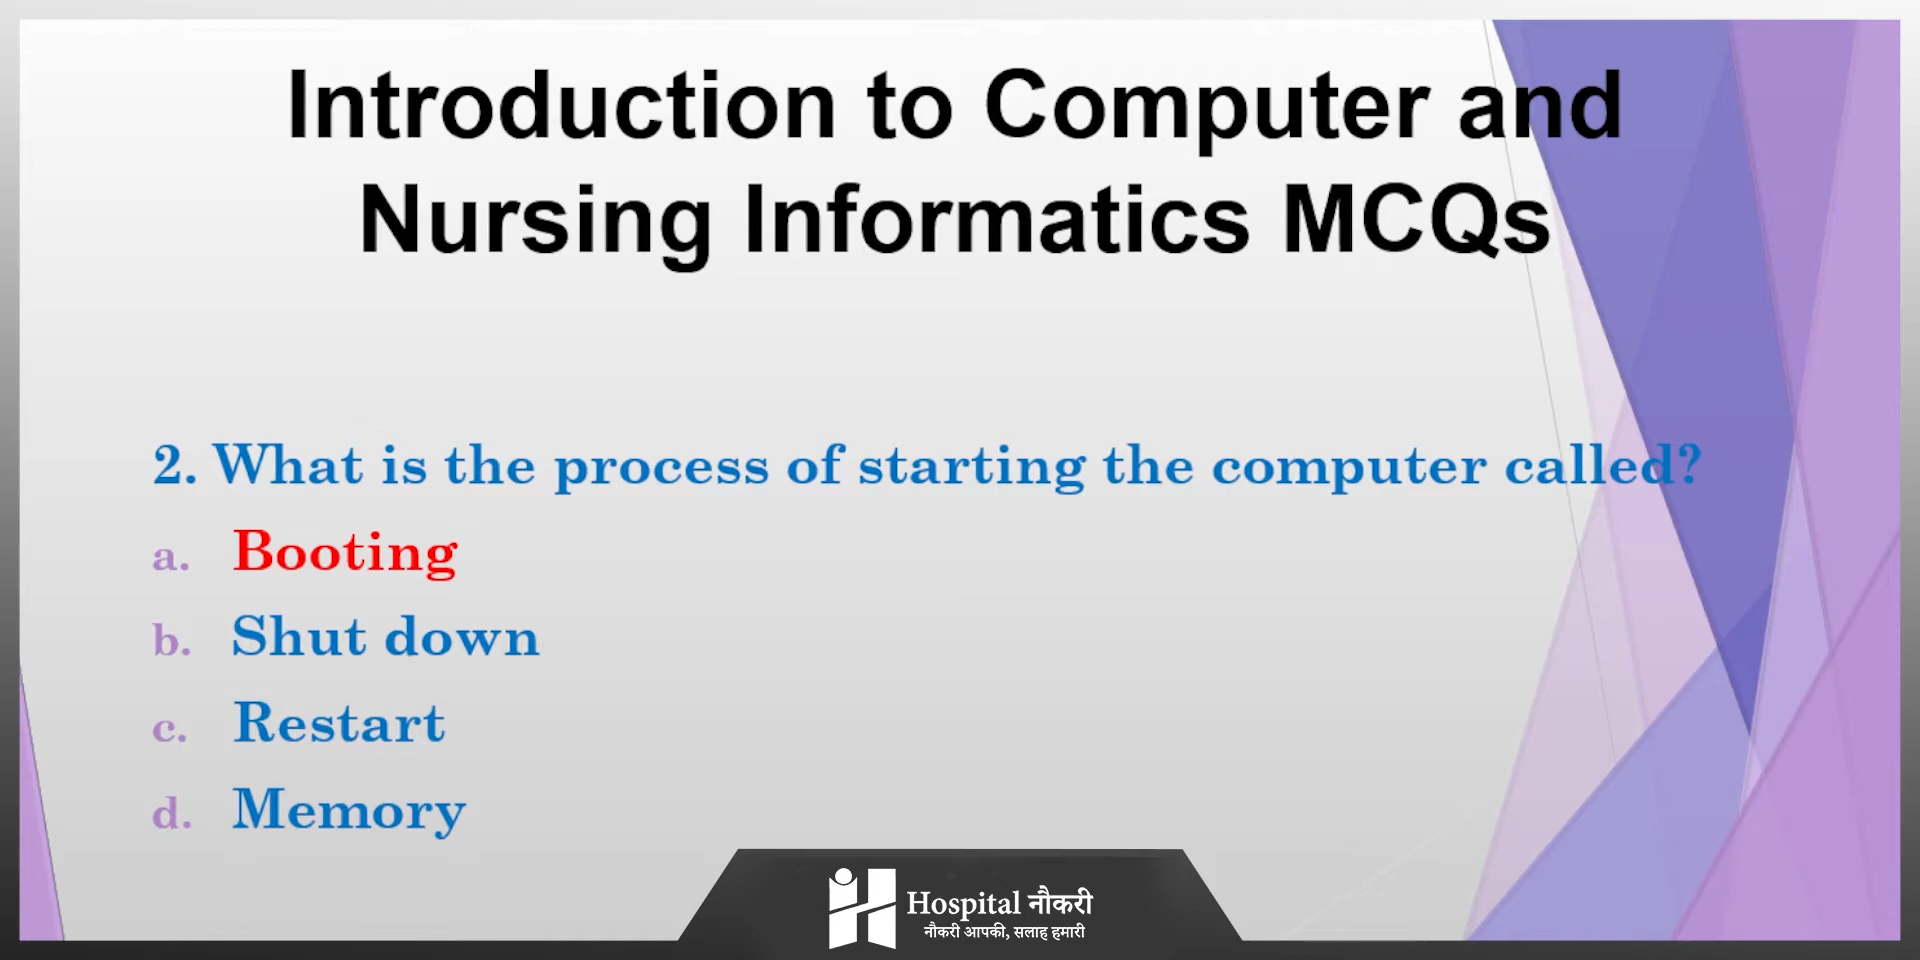 Introduction to Computer and
Nursing Informatics MCQs
2. What is the process of starting the computer called?
a. Booting
b. Shut down
c. Restart
d. Memory
Hospital नौकरी
नौकरी आपकी, सलाह हमारी